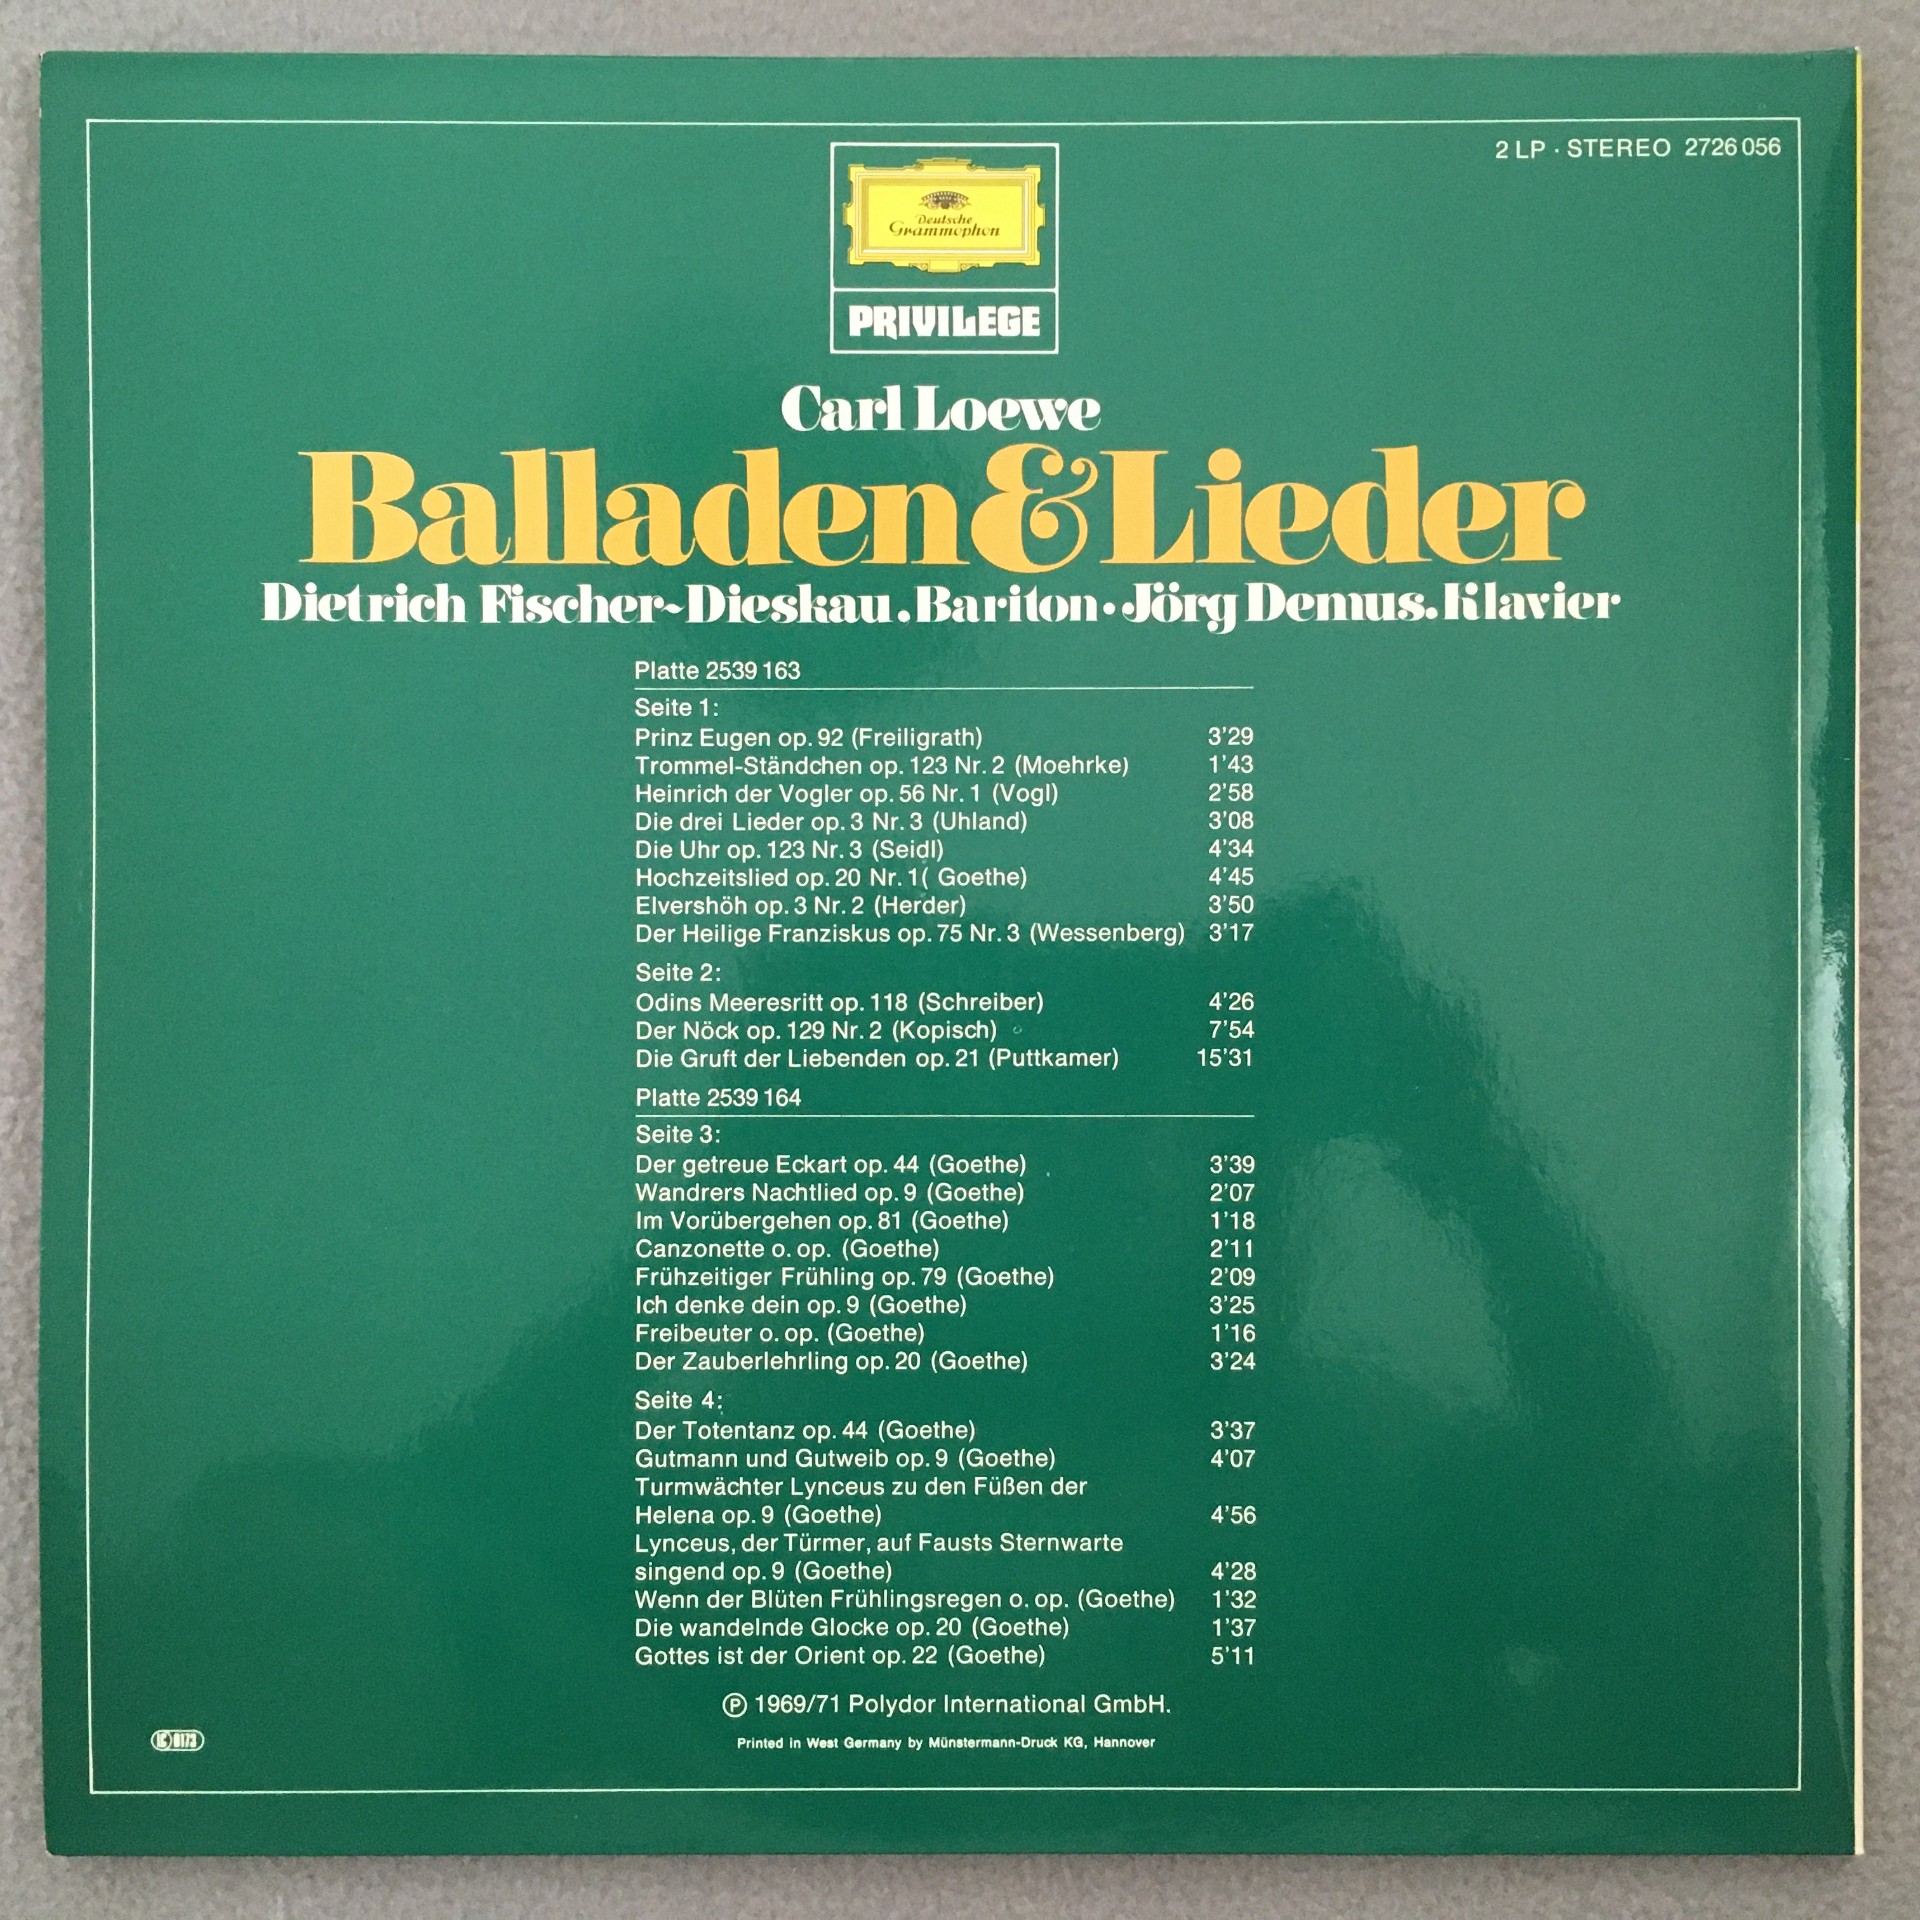 2 LP · STEREO 2726 056
Deutsche
Grammophon
PRIVILEGE
Carl Loewe
Balladen & Lieder
Dietrich Fischer-Dieskau. Bariton · Jörg Demus. Klavier
Platte 2539 163
Seite 1:
Prinz Eugen op. 92 (Freiligrath) 3'29
Trommel-Ständchen op. 123 Nr. 2 (Moehrke) 1'43
Heinrich der Vogler op. 56 Nr. 1 (Vogl) 2'58
Die drei Lieder op. 3 Nr. 3 (Uhland) 3'08
Die Uhr op. 123 Nr. 3 (Seidl) 4'34
Hochzeitslied op. 20 Nr. 1( Goethe) 4'45
Elvershöh op. 3 Nr. 2 (Herder) 3'50
Der Heilige Franziskus op. 75 Nr. 3 (Wessenberg) 3'17
Seite 2:
Odins Meeresritt op. 118 (Schreiber) 4'26
Der Nöck op. 129 Nr. 2 (Kopisch) 7'54
Die Gruft der Liebenden op. 21 (Puttkamer) 15'31
Platte 2539 164
Seite 3:
Der getreue Eckart op. 44 (Goethe) 3'39
Wandrers Nachtlied op. 9 (Goethe) 2'07
Im Vorübergehen op. 81 (Goethe) 1'18
Canzonette o. op. (Goethe) 2'11
Frühzeitiger Frühling op. 79 (Goethe) 2'09
Ich denke dein op. 9 (Goethe) 3'25
Freibeuter o. op. (Goethe) 1'16
Der Zauberlehrling op. 20 (Goethe) 3'24
Seite 4:
Der Totentanz op. 44 (Goethe) 3'37
Gutmann und Gutweib op. 9 (Goethe) 4'07
Turmwächter Lynceus zu den Füßen der
Helena op. 9 (Goethe) 4'56
Lynceus, der Türmer, auf Fausts Sternwarte
singend op. 9 (Goethe) 4'28
Wenn der Blüten Frühlingsregen o. op. (Goethe) 1'32
Die wandelnde Glocke op. 20 (Goethe) 1'37
Gottes ist der Orient op. 22 (Goethe) 5'11
℗ 1969/71 Polydor International GmbH.
Printed in West Germany by Münstermann-Druck KG, Hannover
LC 0173